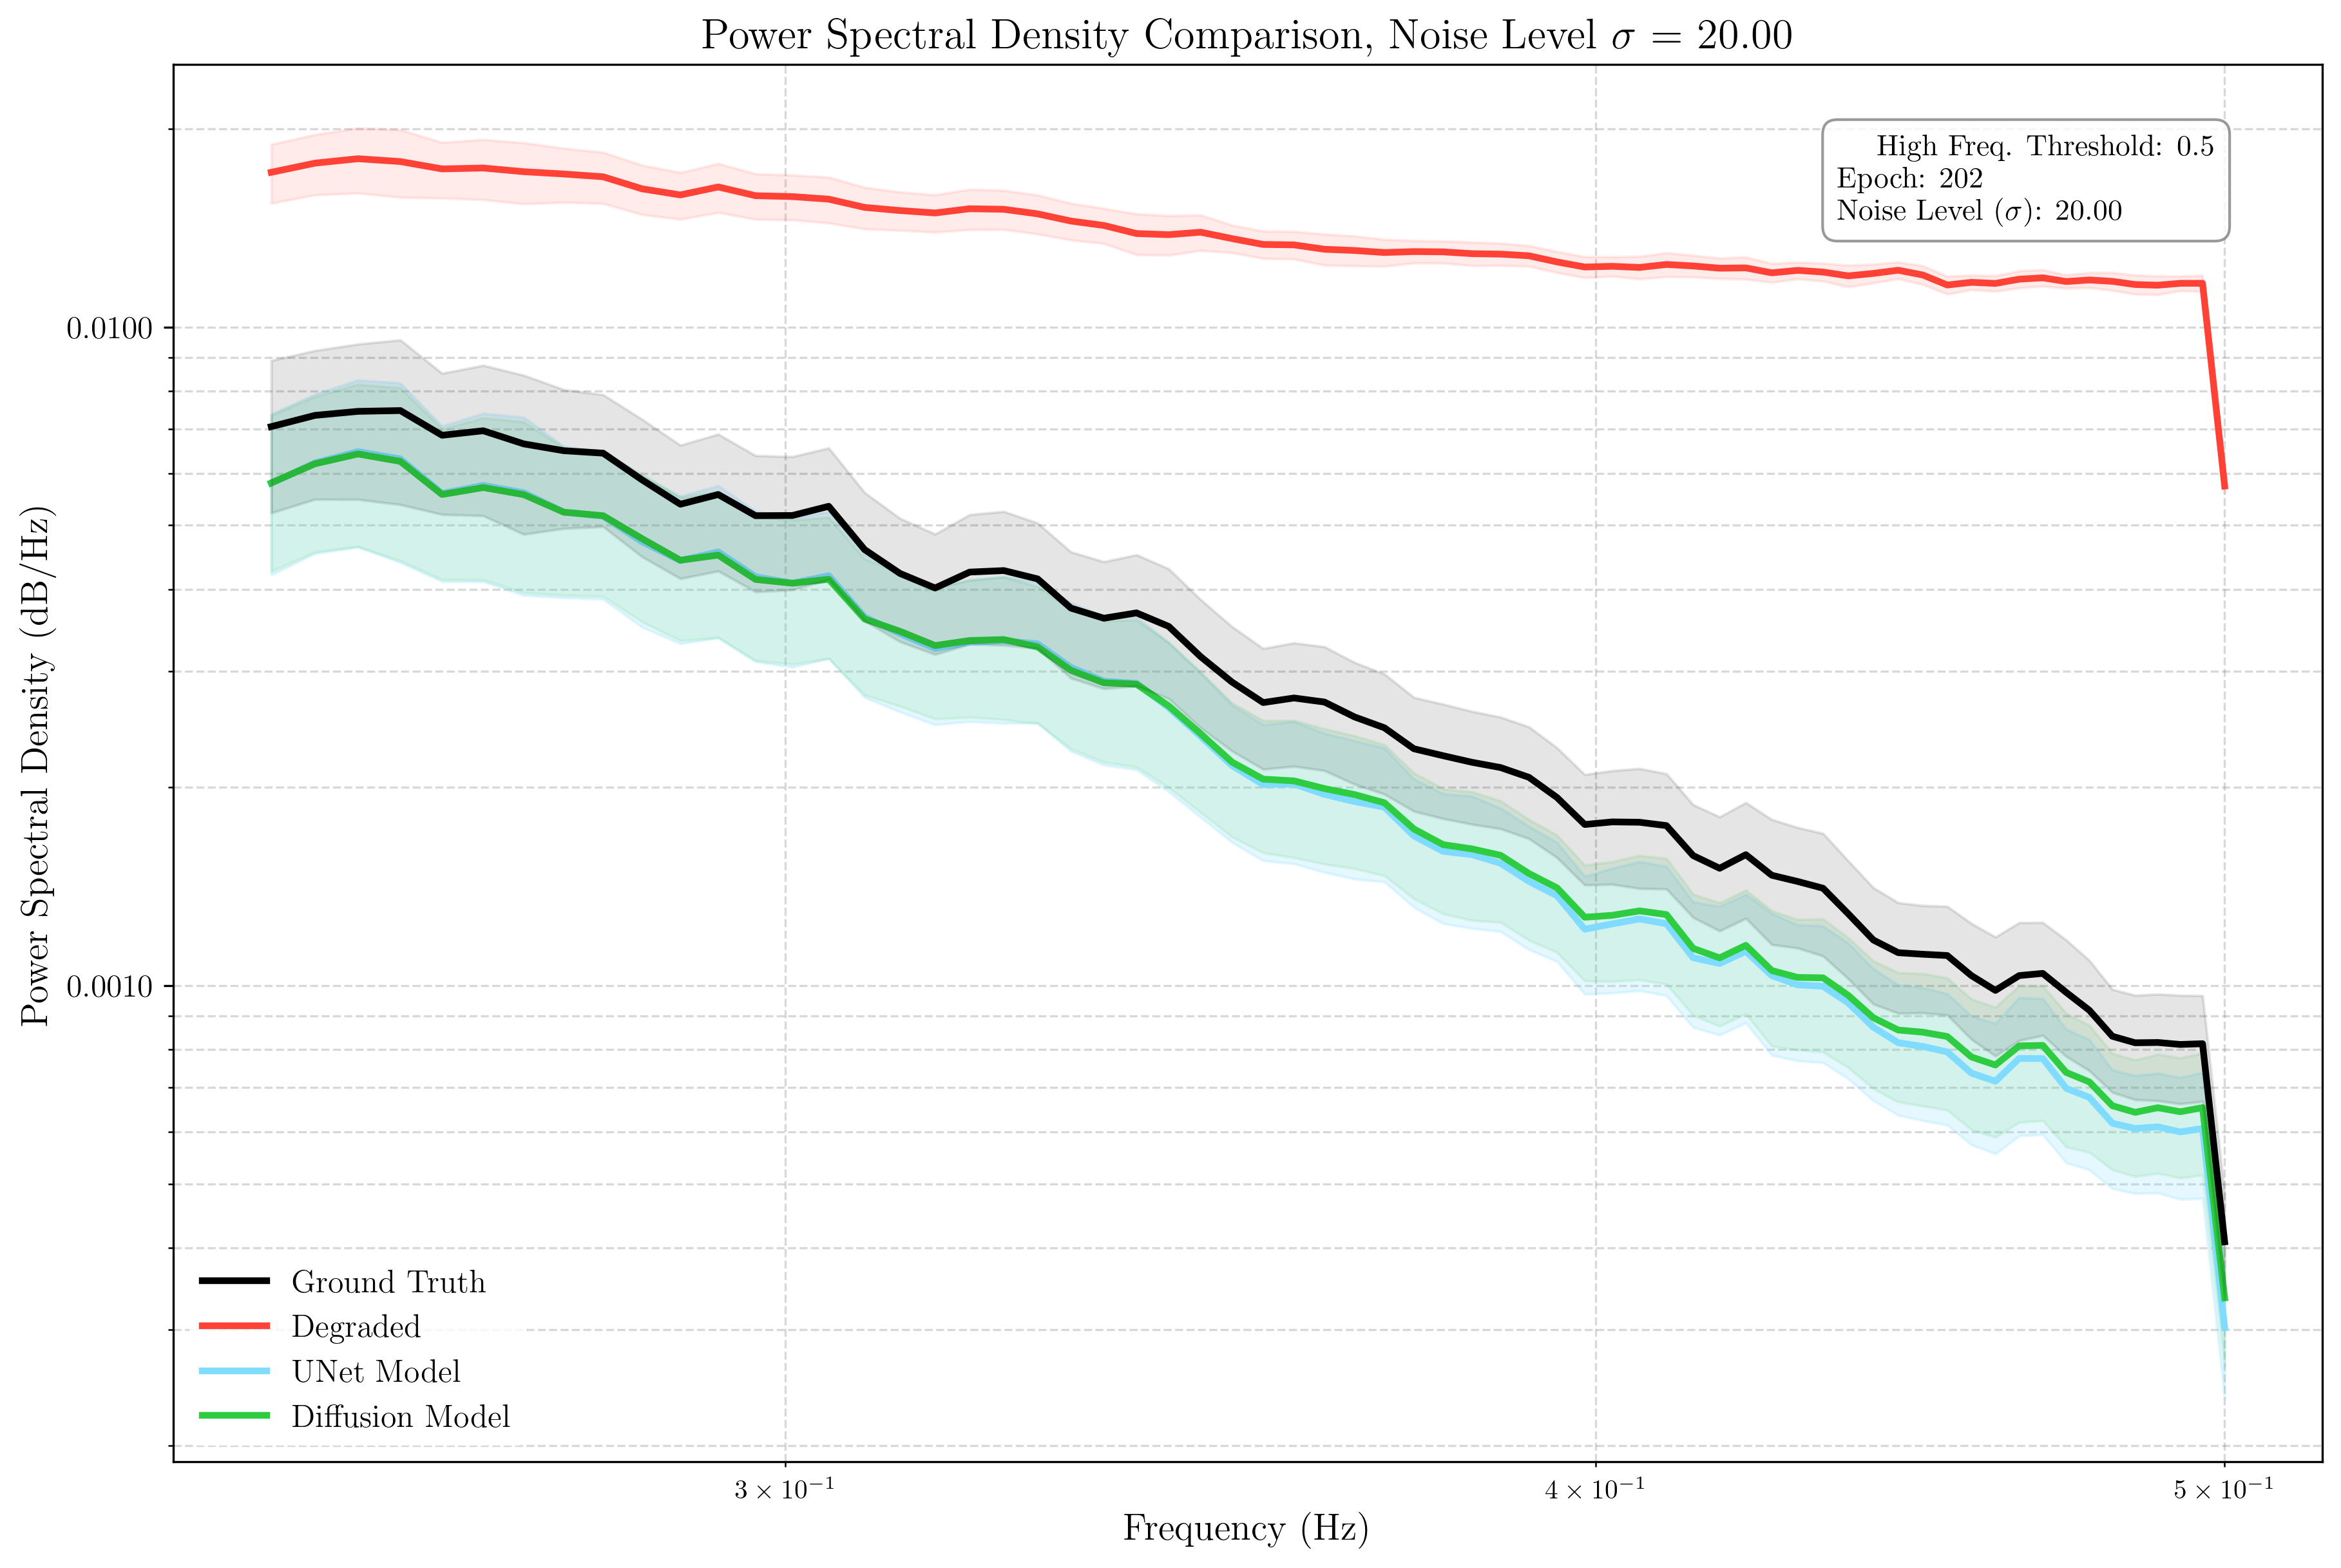 Power Spectral Density Comparison, Noise Level σ = 20.00
High Freq. Threshold: 0.5
Epoch: 202
Noise Level (σ): 20.00
Power Spectral Density (dB/Hz)
0.0100
0.0010
Ground Truth
Degraded
UNet Model
Diffusion Model
3 × 10⁻¹
4 × 10⁻¹
5 × 10⁻¹
Frequency (Hz)